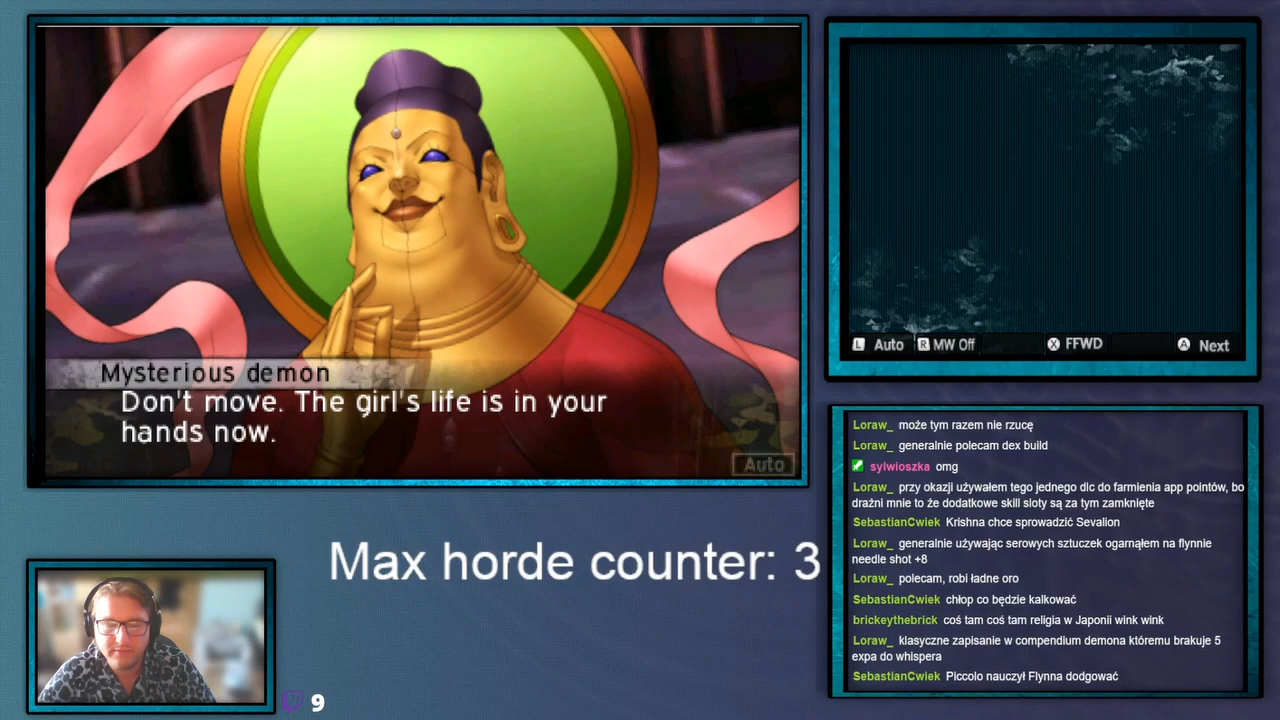 Mysterious demon
Don't move. The girl's life is in your
hands now.
Auto
L Auto R MW Off X FFWD A Next
Max horde counter: 3
9
Loraw_ może tym razem nie rzucę
Loraw_ generalnie polecam dex build
sylwioszka omg
Loraw_ przy okazji używałem tego jednego dlc do farmienia app pointów, bo
draźni mnie to że dodatkowe skill sloty są za tym zamknięte
SebastianCwiek Krishna chce sprowadzić Sevalion
Loraw_ generalnie używając serowych sztuczek ogarnąłem na flynnie
needle shot +8
Loraw_ polecam, robi ładne oro
SebastianCwiek chłop co będzie kalkować
brickeythebrick coś tam coś tam religia w Japonii wink wink
Loraw_ klasyczne zapisanie w compendium demona któremu brakuje 5
expa do whispera
SebastianCwiek Piccolo nauczył Flynna dodgować